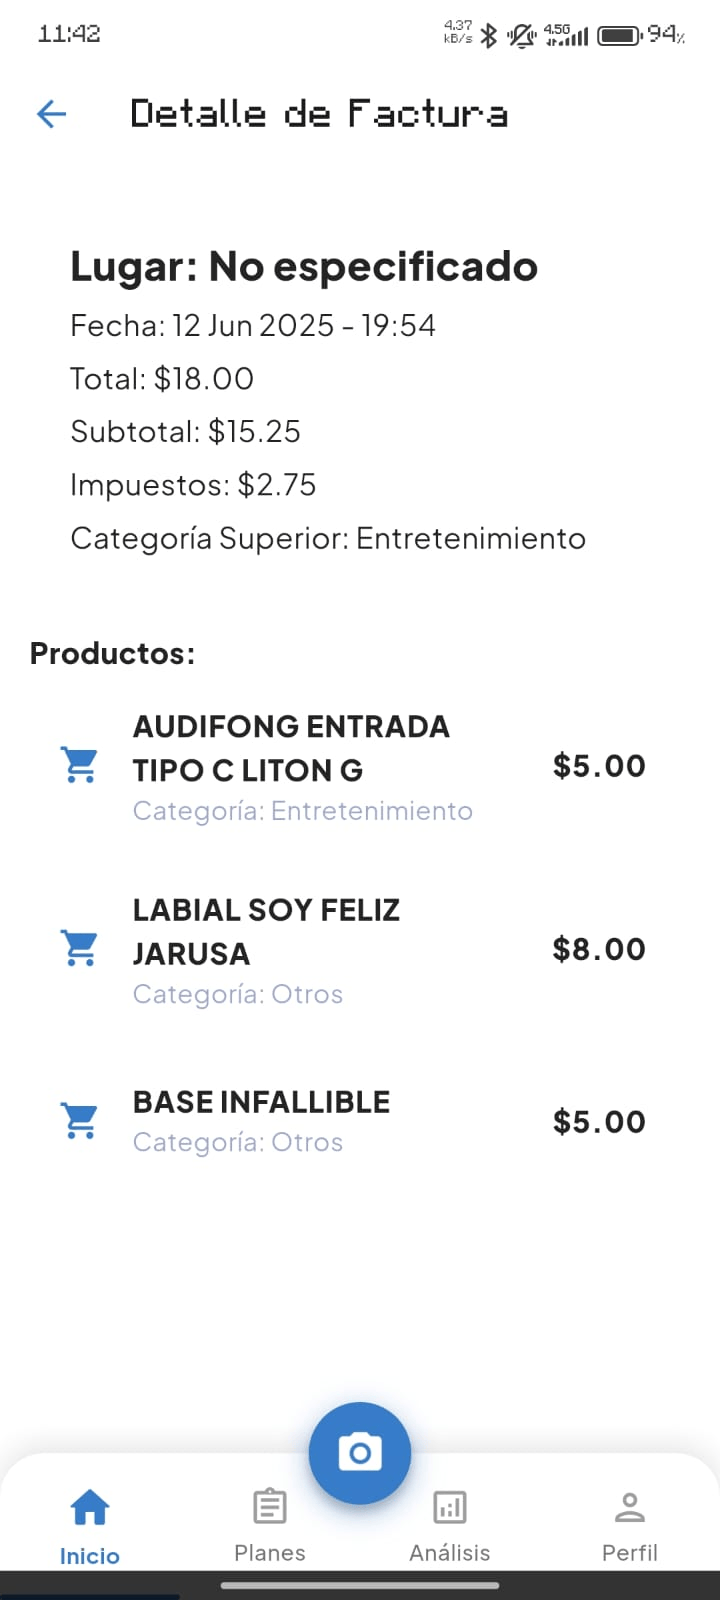 11:42
4.37
kB/s
4.5G
94%
Detalle de Factura
Lugar: No especificado
Fecha: 12 Jun 2025 - 19:54
Total: $18.00
Subtotal: $15.25
Impuestos: $2.75
Categoría Superior: Entretenimiento
Productos:
AUDIFONG ENTRADA
TIPO C LITON G
$5.00
Categoría: Entretenimiento
LABIAL SOY FELIZ
JARUSA
$8.00
Categoría: Otros
BASE INFALLIBLE
$5.00
Categoría: Otros
Inicio
Planes
Análisis
Perfil